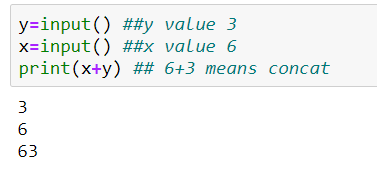 y=input() ##y value 3
x=input() ##x value 6
print(x+y) ## 6+3 means concat
3
6
63